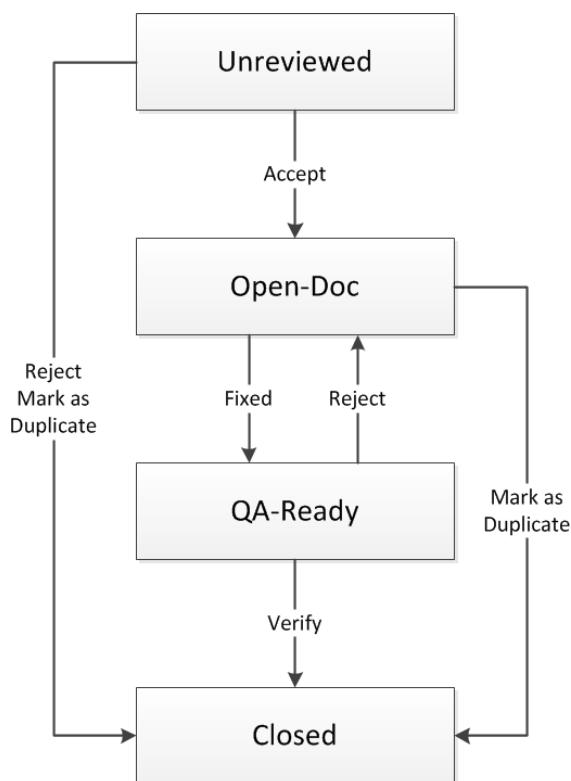 Unreviewed
Accept
Open-Doc
Reject
Mark as
Duplicate
Fixed
Reject
QA-Ready
Mark as
Duplicate
Verify
Closed